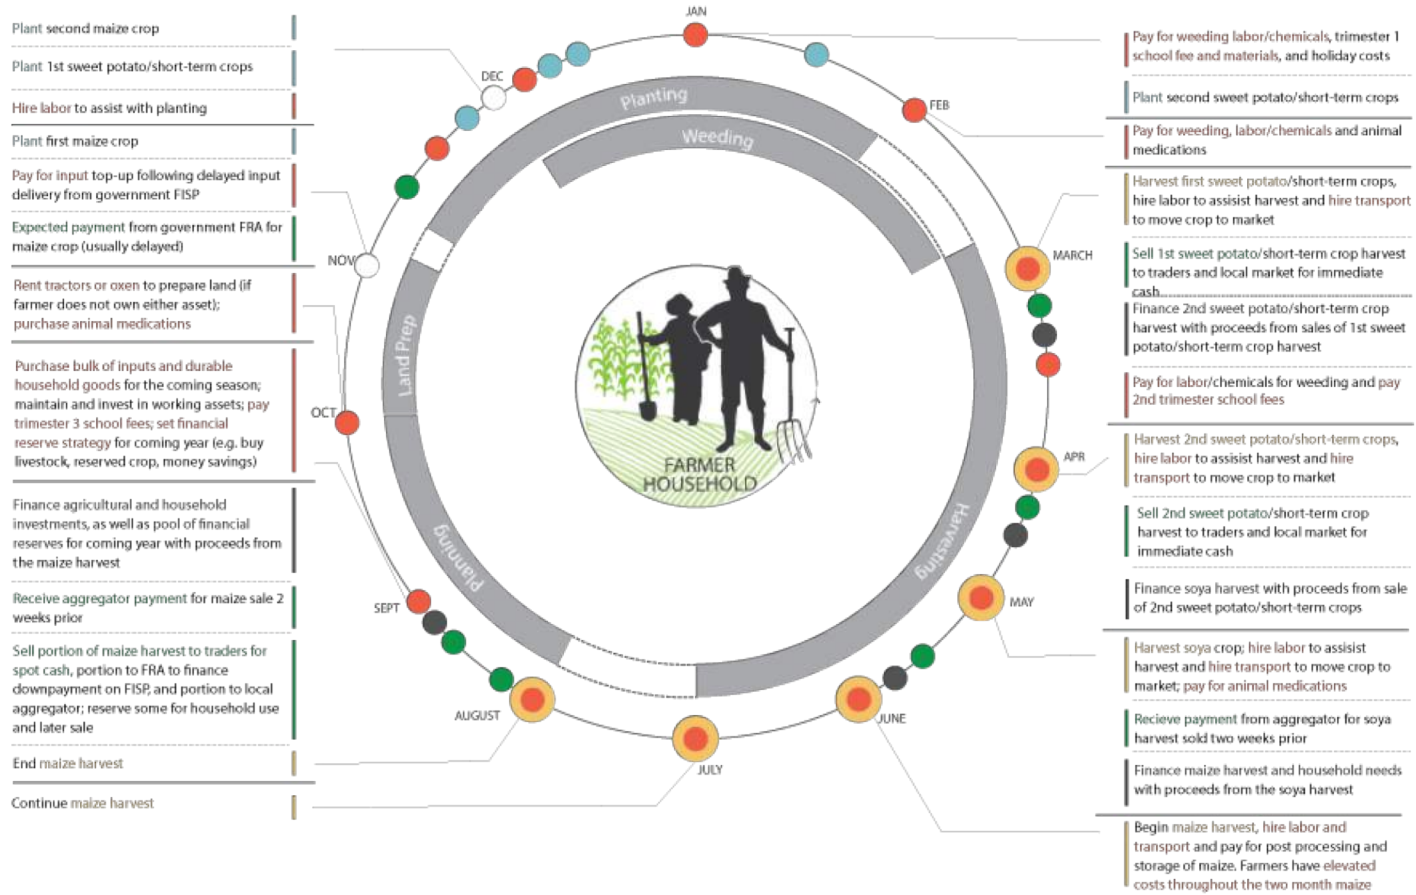 Plant second maize crop
Plant 1st sweet potato/short-term crops
Hire labor to assist with planting
Plant first maize crop
Pay for input top-up following delayed input
delivery from government FISP
Expected payment from government FRA for
maize crop (usually delayed)
Rent tractors or oxen to prepare land (if
farmer does not own either asset);
purchase animal medications
Purchase bulk of inputs and durable
household goods for the coming season;
maintain and invest in working assets; pay
trimester 3 school fees; set financial
reserve strategy for coming year (e.g. buy
livestock, reserved crop, money savings)
Finance agricultural and household
investments, as well as pool of financial
reserves for coming year with proceeds from
the maize harvest
Receive aggregator payment for maize sale 2
weeks prior
Sell portion of maize harvest to traders for
spot cash, portion to FRA to finance
downpayment on FISP, and portion to local
aggregator; reserve some for household use
and later sale
End maize harvest
Continue maize harvest
JAN
FEB
MARCH
APR
MAY
JUNE
JULY
AUGUST
SEPT
OCT
NOV
DEC
Planting
Weeding
Land Prep
Planning
Harvesting
FARMER
HOUSEHOLD
Pay for weeding labor/chemicals, trimester 1
school fee and materials, and holiday costs
Plant second sweet potato/short-term crops
Pay for weeding, labor/chemicals and animal
medications
Harvest first sweet potato/short-term crops,
hire labor to assisist harvest and hire transport
to move crop to market
Sell 1st sweet potato/short-term crop harvest
to traders and local market for immediate
cash
Finance 2nd sweet potato/short-term crop
harvest with proceeds from sales of 1st sweet
potato/short-term crop harvest
Pay for labor/chemicals for weeding and pay
2nd trimester school fees
Harvest 2nd sweet potato/short-term crops,
hire labor to assisist harvest and hire
transport to move crop to market
Sell 2nd sweet potato/short-term crop
harvest to traders and local market for
immediate cash
Finance soya harvest with proceeds from sale
of 2nd sweet potato/short-term crops
Harvest soya crop; hire labor to assisist
harvest and hire transport to move crop to
market; pay for animal medications
Recieve payment from aggregator for soya
harvest sold two weeks prior
Finance maize harvest and household needs
with proceeds from the soya harvest
Begin maize harvest, hire labor and
transport and pay for post processing and
storage of maize. Farmers have elevated
costs throughout the two month maize